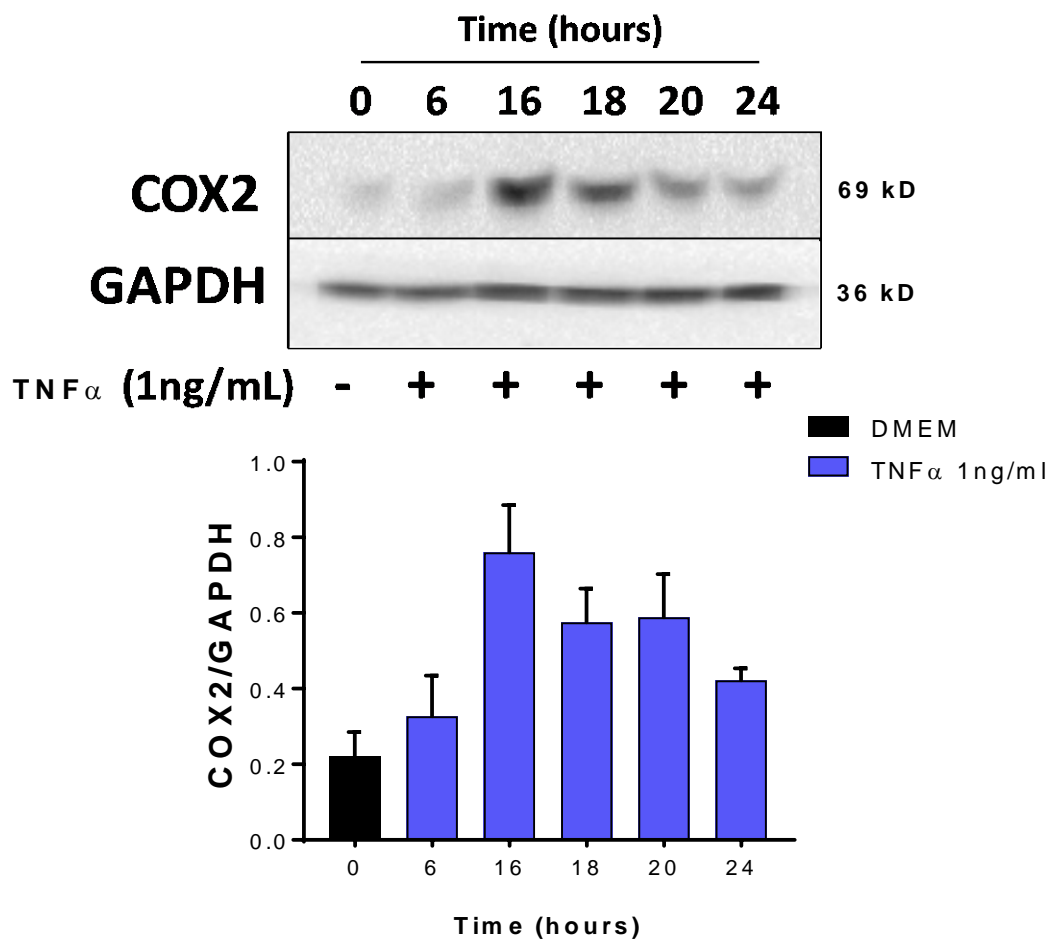 Time (hours)
0 6 16 18 20 24
COX2 69 kD
GAPDH 36 kD
TNFα (1ng/mL) - + + + + +
DMEM
TNFα 1ng/ml
COX2/GAPDH
1.0
0.8
0.6
0.4
0.2
0.0
0 6 16 18 20 24
Time (hours)